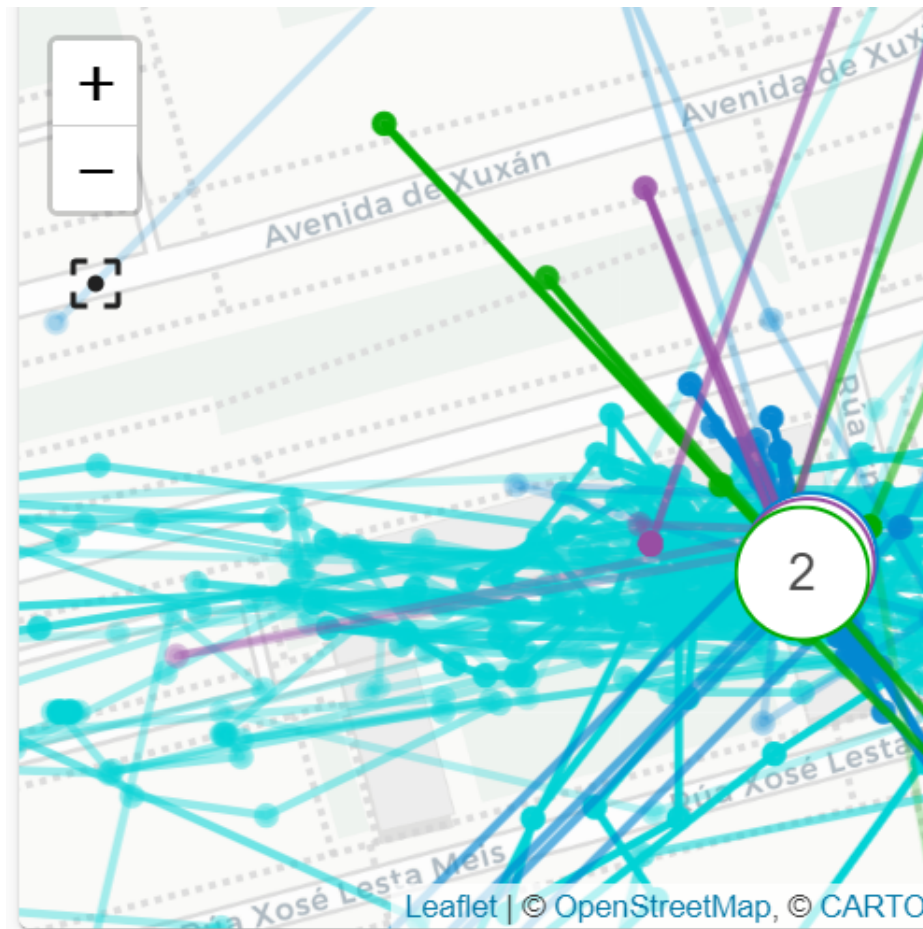 +
−
Avenida de Xuxán
Avenida de Xux
Rúa
2
Rúa Xosé Lesta
Rúa Xosé Lesta Meis
Leaflet | © OpenStreetMap, © CARTO